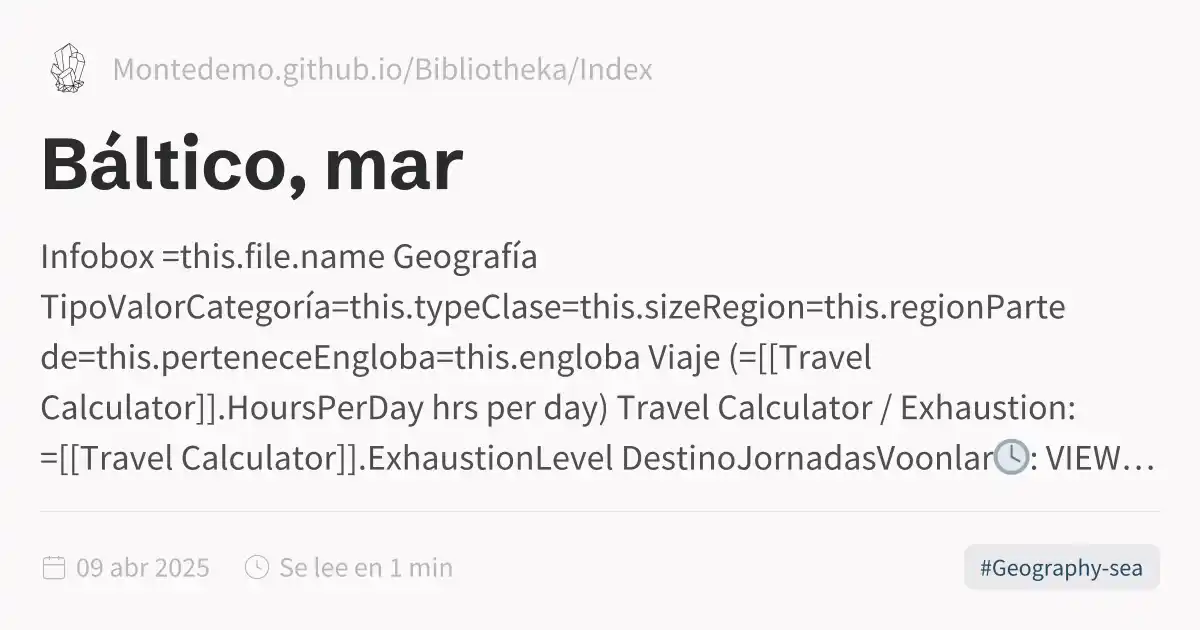 Montedemo.github.io/Bibliotheka/Index
Báltico, mar
Infobox =this.file.name Geografía
TipoValorCategoría=this.typeClase=this.sizeRegion=this.regionParte
de=this.perteneceEngloba=this.engloba Viaje (=[[Travel
Calculator]].HoursPerDay hrs per day) Travel Calculator / Exhaustion:
=[[Travel Calculator]].ExhaustionLevel DestinoJornadasVoonlar🕓: VIEW…
09 abr 2025 Se lee en 1 min #Geography-sea